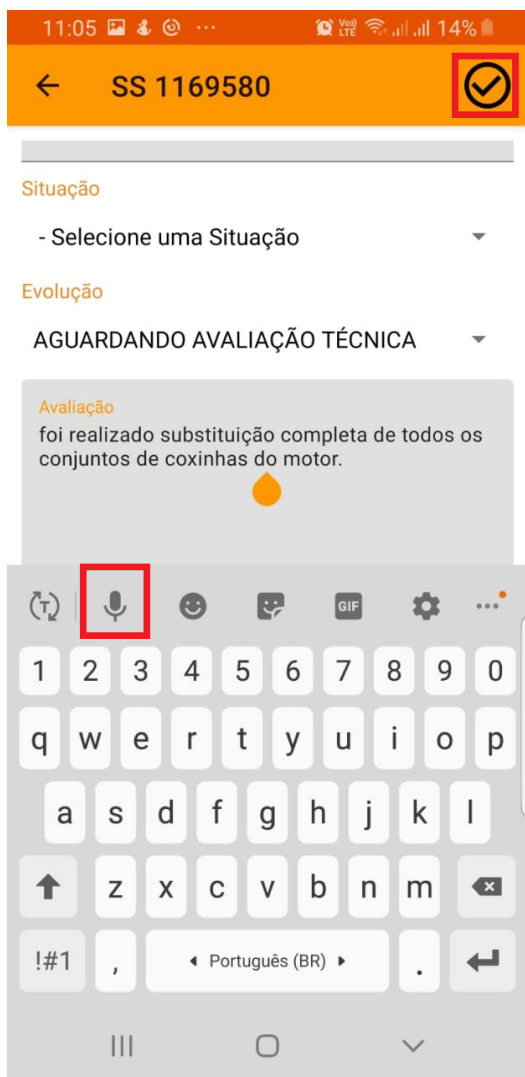 11:05 Vo)) LTE 14%
SS 1169580
Situação
- Selecione uma Situação
Evolução
AGUARDANDO AVALIAÇÃO TÉCNICA
Avaliação
foi realizado substituição completa de todos os
conjuntos de coxinhas do motor.
T GIF
1 2 3 4 5 6 7 8 9 0
q w e r t y u i o p
a s d f g h j k l
z x c v b n m
!#1 , Português (BR) .